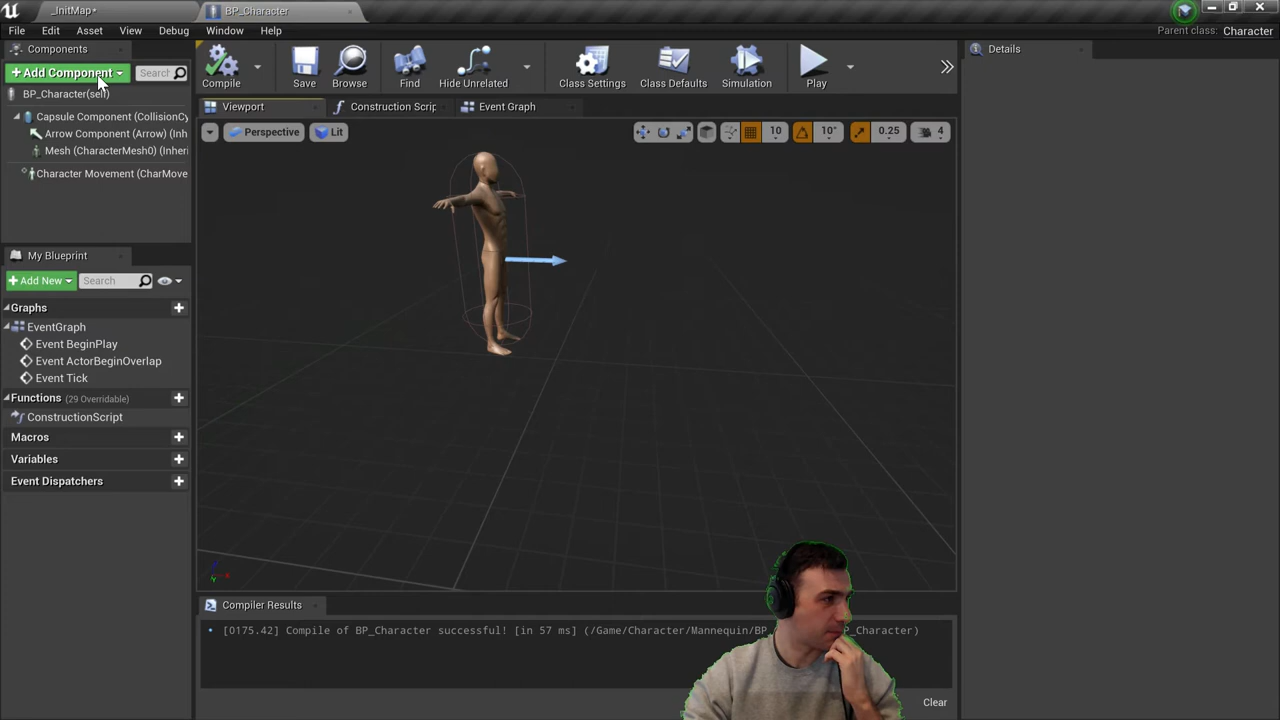 _InitMap*
BP_Character
File Edit Asset View Debug Window Help
Parent class: Character
Components
+ Add Component
Search
BP_Character(self)
Capsule Component (CollisionCy
Arrow Component (Arrow) (Inh
Mesh (CharacterMesh0) (Inheri
Character Movement (CharMove
Compile
Save
Browse
Find
Hide Unrelated
Class Settings
Class Defaults
Simulation
Play
Details
Viewport
Construction Scrip
Event Graph
Perspective
Lit
10
10°
0.25
4
My Blueprint
+ Add New
Search
Graphs
EventGraph
Event BeginPlay
Event ActorBeginOverlap
Event Tick
Functions (29 Overridable)
ConstructionScript
Macros
Variables
Event Dispatchers
Compiler Results
[0175.42] Compile of BP_Character successful! [in 57 ms] (/Game/Character/Mannequin/BP_ P_Character)
Clear